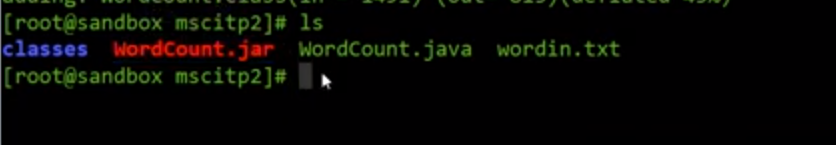 [root@sandbox mscitp2]# ls
classes WordCount.jar WordCount.java wordin.txt
[root@sandbox mscitp2]#